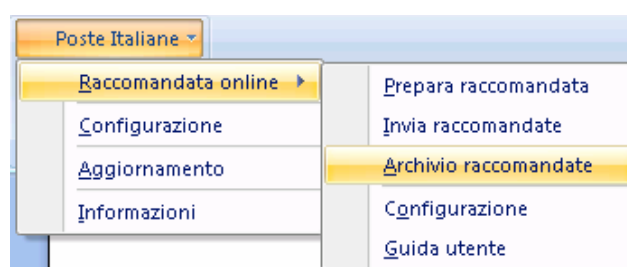 Poste Italiane
Raccomandata online
Configurazione
Aggiornamento
Informazioni
Prepara raccomandata
Invia raccomandate
Archivio raccomandate
Configurazione
Guida utente